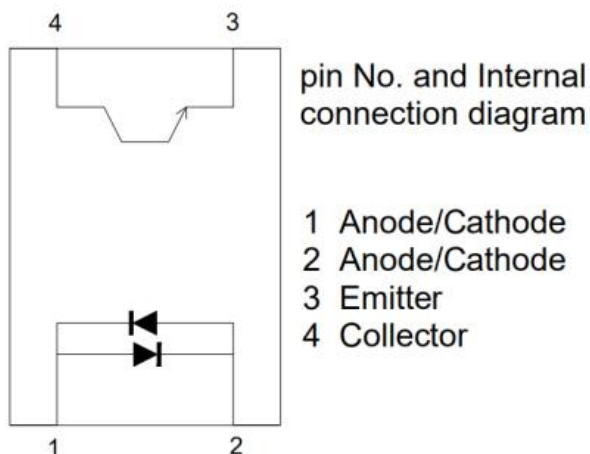 4 3
pin No. and Internal
connection diagram
1 Anode/Cathode
2 Anode/Cathode
3 Emitter
4 Collector
1 2